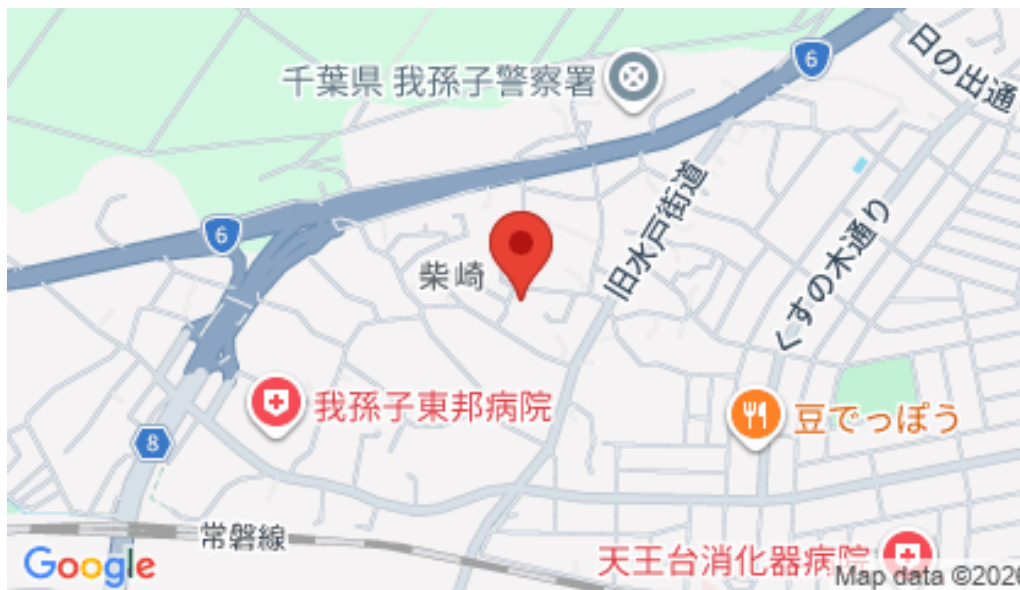 日の出通
6
千葉県 我孫子警察署
旧水戸街道
くすの木通り
6
柴崎
我孫子東邦病院
豆でっぽう
8
常磐線
天王台消化器病院
Google
Map data ©2026